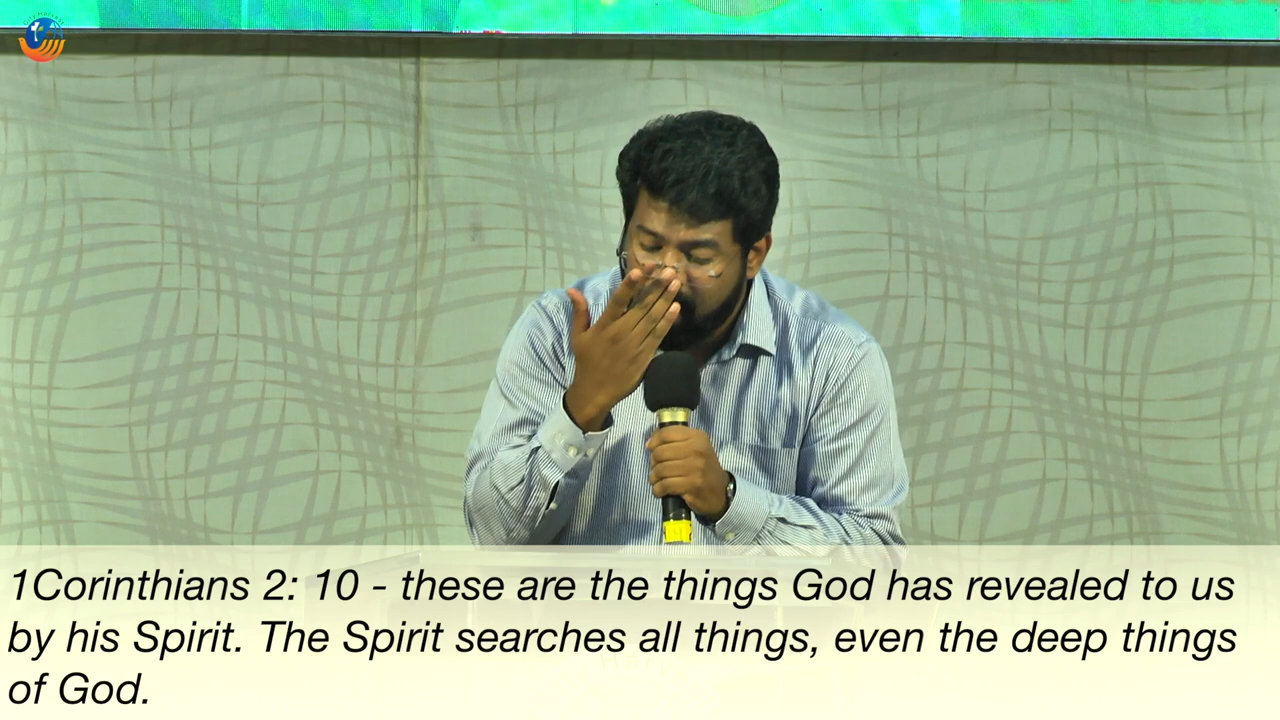 1Corinthians 2: 10 - these are the things God has revealed to us
by his Spirit. The Spirit searches all things, even the deep things
of God.